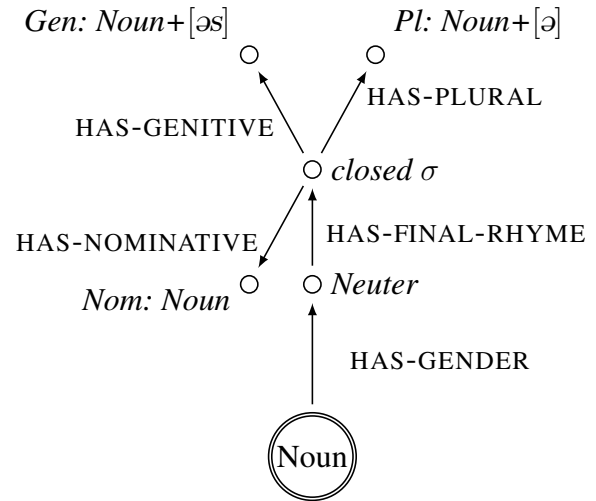 Gen: Noun+[əs] Pl: Noun+[ə]
HAS-PLURAL
HAS-GENITIVE
closed σ
HAS-NOMINATIVE HAS-FINAL-RHYME
Nom: Noun Neuter
HAS-GENDER
Noun